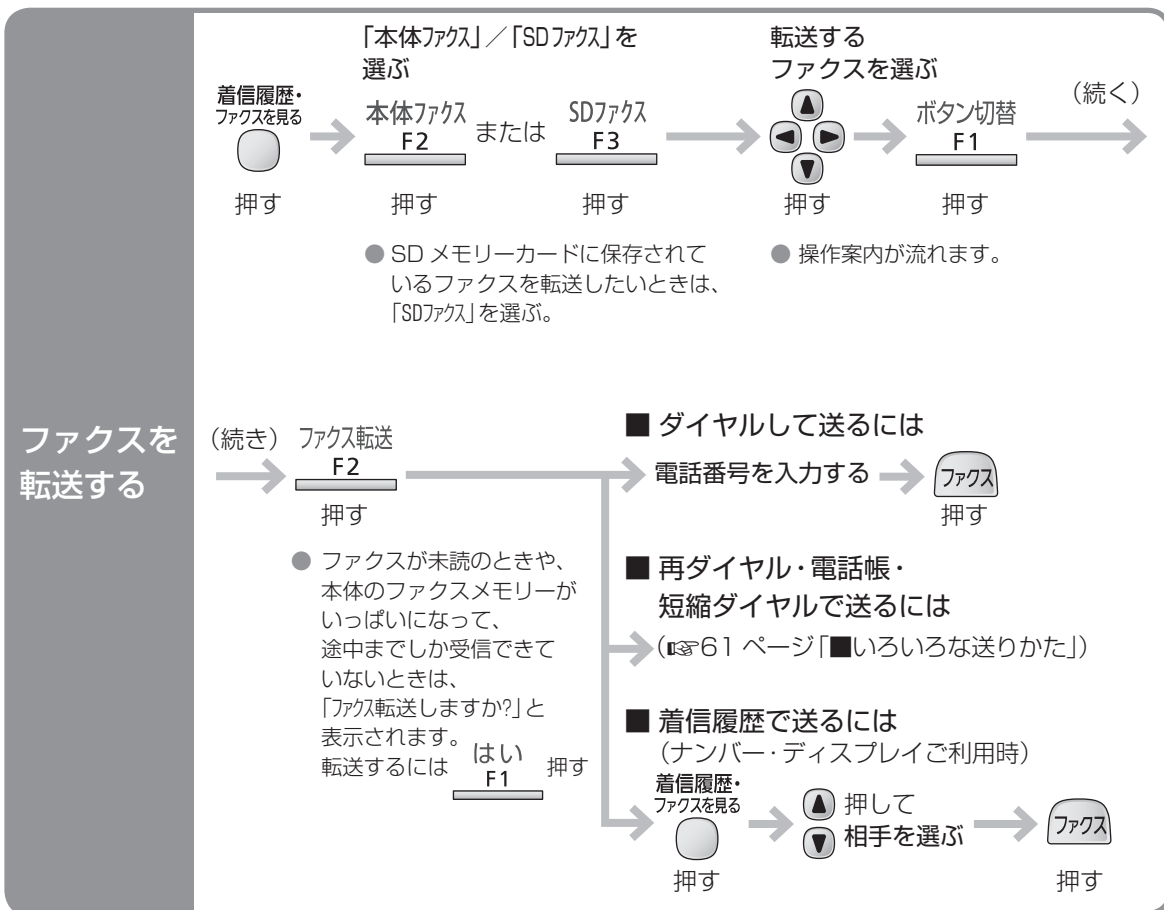 ファクスを
転送する
「本体ファクス」／「SDファクス」を
選ぶ
転送する
ファクスを選ぶ
着信履歴・
ファクスを見る
本体ファクス
F2
または
SDファクス
F3
ボタン切替
F1
（続く）
押す
押す
押す
押す
押す
● SD メモリーカードに保存されて
いるファクスを転送したいときは、
「SDファクス」を選ぶ。
● 操作案内が流れます。
（続き）
ファクス転送
F2
押す
● ファクスが未読のときや、
本体のファクスメモリーが
いっぱいになって、
途中までしか受信できて
いないときは、
「ファクス転送しますか?」と
表示されます。
転送するには はい F1 押す
■ ダイヤルして送るには
電話番号を入力する
ファクス
押す
■ 再ダイヤル・電話帳・
短縮ダイヤルで送るには
（☞61 ページ「■いろいろな送りかた」）
■ 着信履歴で送るには
（ナンバー・ディスプレイご利用時）
着信履歴・
ファクスを見る
押す
押して
相手を選ぶ
ファクス
押す